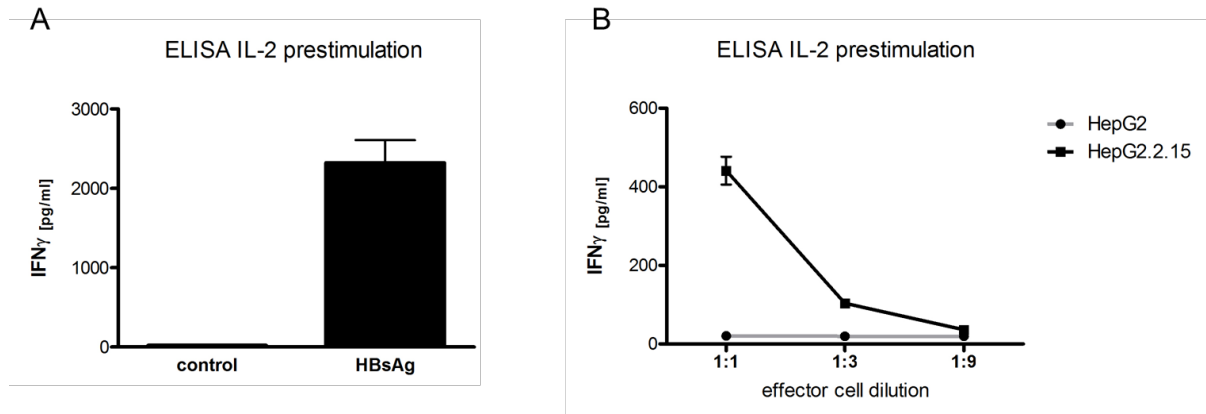 A
ELISA IL-2 prestimulation
IFNγ [pg/ml]
3000
2000
1000
0
control HBsAg
B
ELISA IL-2 prestimulation
IFNγ [pg/ml]
600
400
200
0
1:1 1:3 1:9
effector cell dilution
HepG2
HepG2.2.15